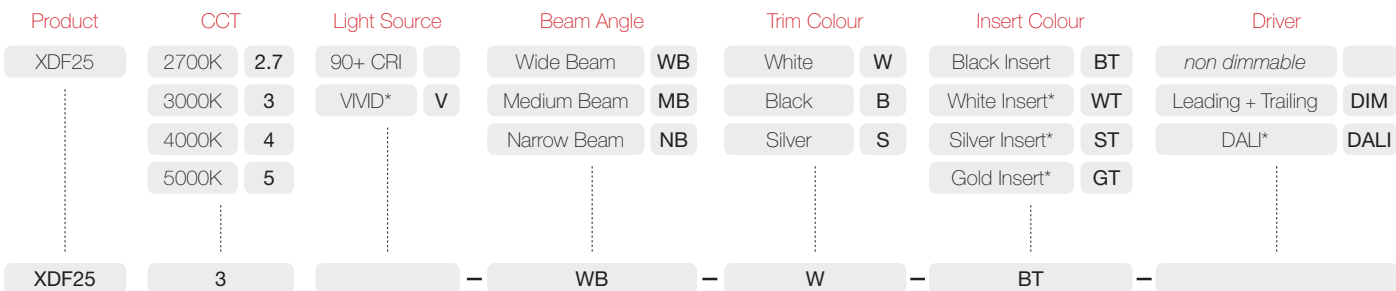 Product CCT Light Source Beam Angle Trim Colour Insert Colour Driver
XDF25 2700K 2.7 90+ CRI Wide Beam WB White W Black Insert BT non dimmable
3000K 3 VIVID* V Medium Beam MB Black B White Insert* WT Leading + Trailing DIM
4000K 4 Narrow Beam NB Silver S Silver Insert* ST DALI* DALI
5000K 5 Gold Insert* GT
XDF25 3 – WB – W – BT –